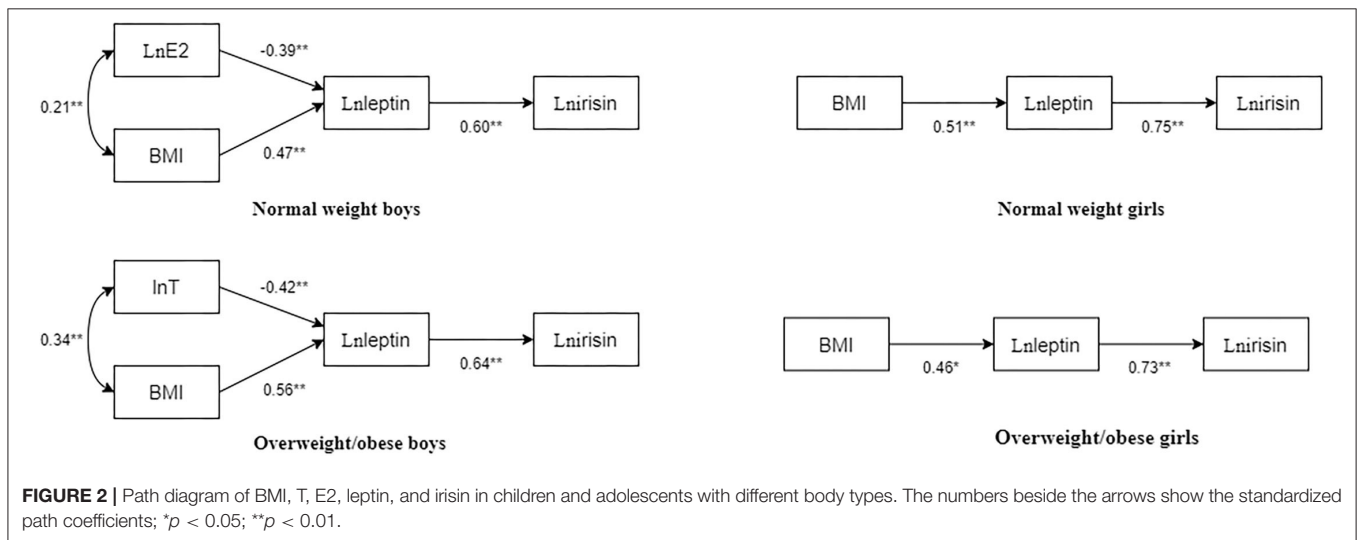 LnE2
-0.39**
0.21**
Lnleptin
Lnirisin
0.60**
BMI
0.47**
Normal weight boys
BMI
Lnleptin
Lnirisin
0.51**
0.75**
Normal weight girls
lnT
-0.42**
0.34**
Lnleptin
Lnirisin
0.64**
BMI
0.56**
Overweight/obese boys
BMI
Lnleptin
Lnirisin
0.46*
0.73**
Overweight/obese girls
FIGURE 2 | Path diagram of BMI, T, E2, leptin, and irisin in children and adolescents with different body types. The numbers beside the arrows show the standardized
path coefficients; *p < 0.05; **p < 0.01.